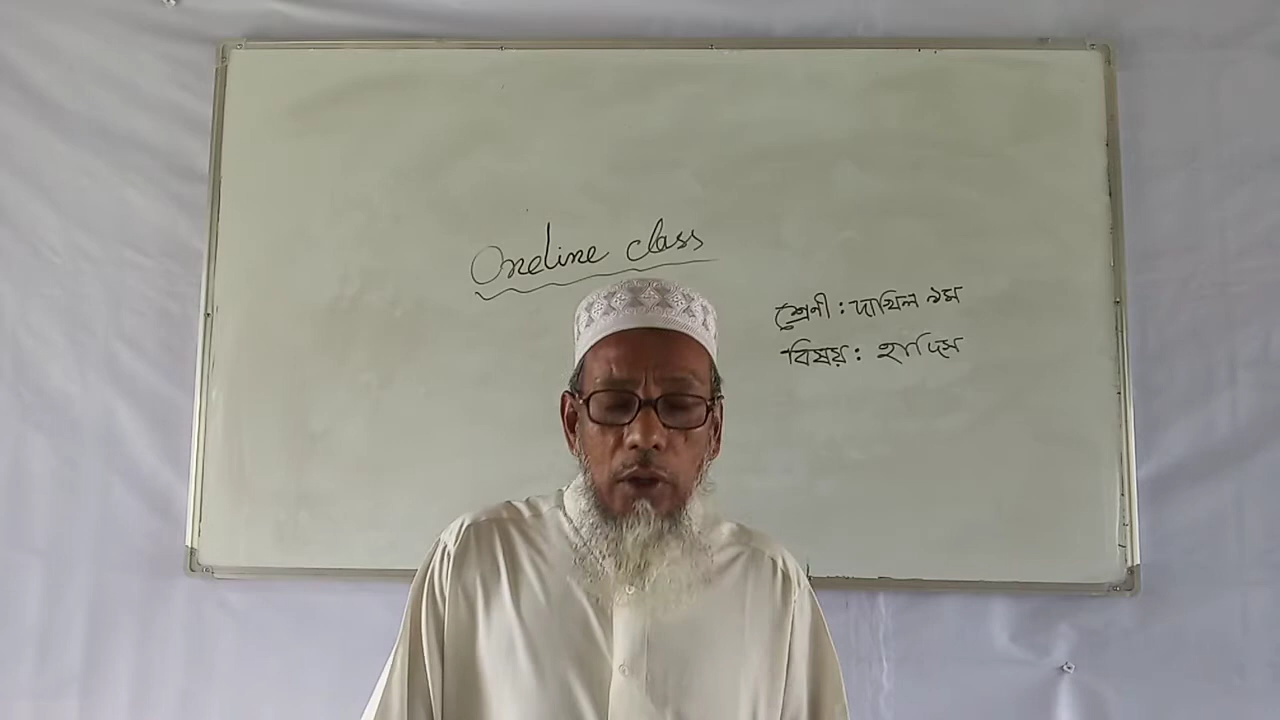 Oneline class
শ্রেণী : দাখিল ৯ম
বিষয় : হাদিস